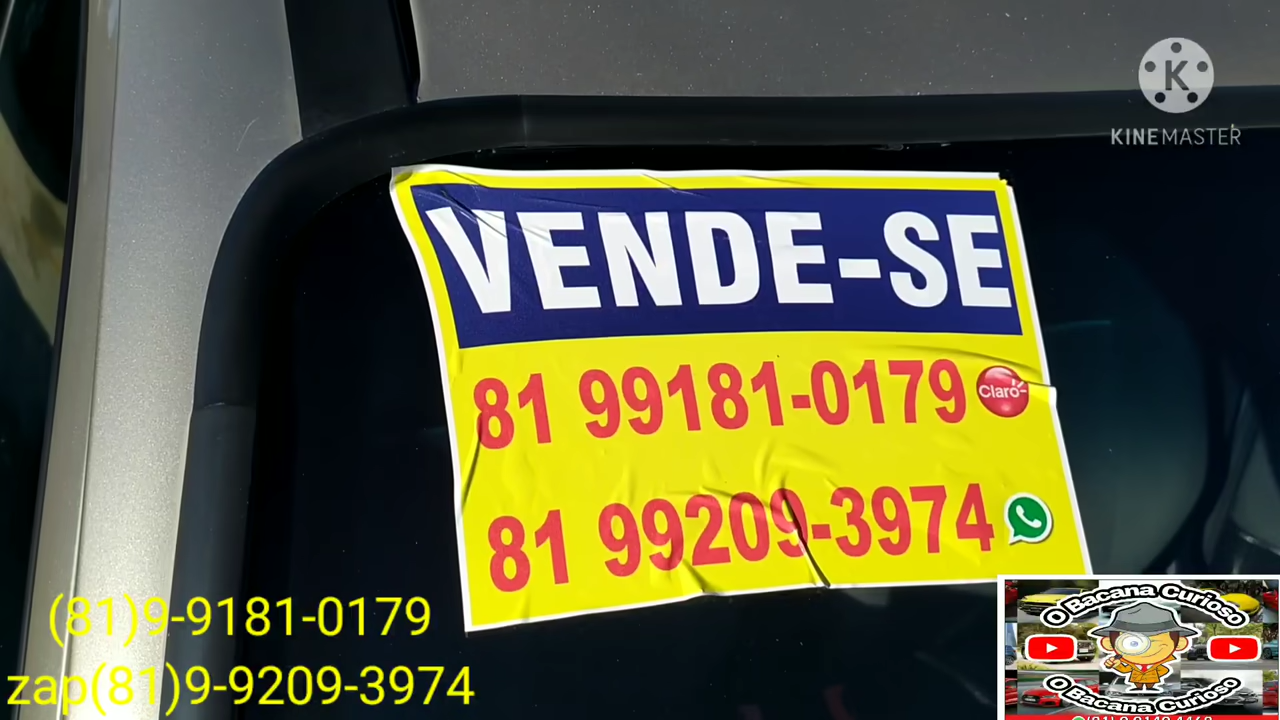 KINEMASTER
VENDE-SE
81 99181-0179 Claro
81 99209-3974
(81)9-9181-0179
zap(81)9-9209-3974
O Bacana Curioso
O Bacana Curioso